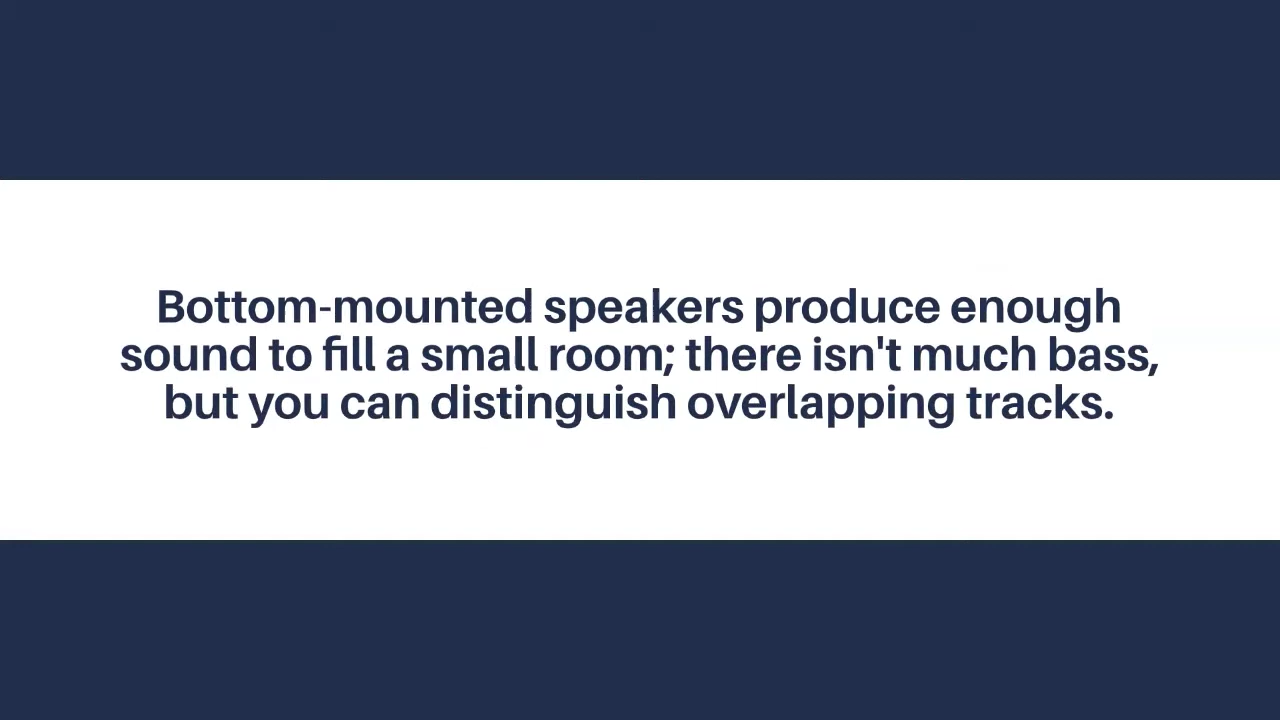 Bottom-mounted speakers produce enough
sound to fill a small room; there isn't much bass,
but you can distinguish overlapping tracks.